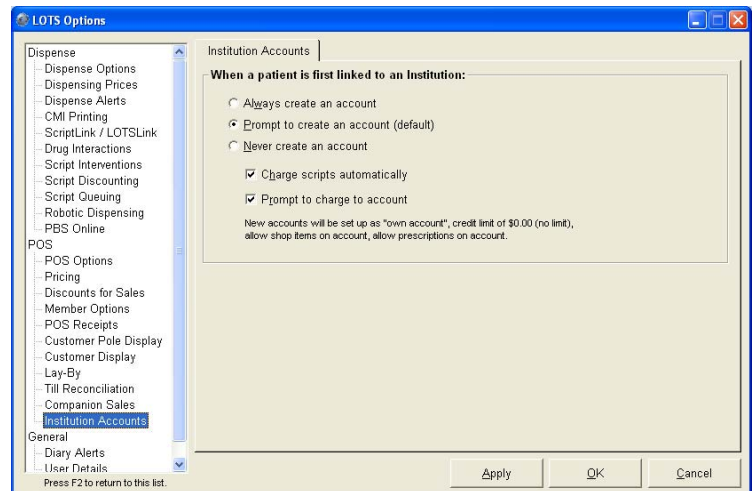 LOTS Options
Dispense
Dispense Options
Dispensing Prices
Dispense Alerts
CMI Printing
ScriptLink / LOTSLink
Drug Interactions
Script Interventions
Script Discounting
Script Queuing
Robotic Dispensing
PBS Online
POS
POS Options
Pricing
Discounts for Sales
Member Options
POS Receipts
Customer Pole Display
Customer Display
Lay-By
Till Reconciliation
Companion Sales
Institution Accounts
General
Diary Alerts
User Details
Press F2 to return to this list.
Institution Accounts
When a patient is first linked to an Institution:
Always create an account
Prompt to create an account (default)
Never create an account
Charge scripts automatically
Prompt to charge to account
New accounts will be set up as "own account", credit limit of $0.00 (no limit),
allow shop items on account, allow prescriptions on account.
Apply
OK
Cancel